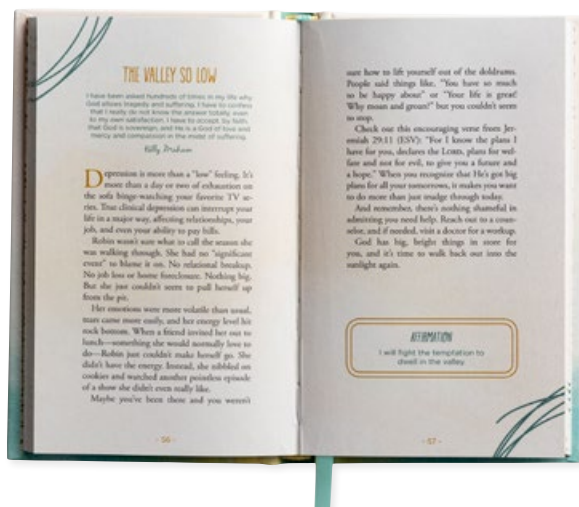 THE VALLEY SO LOW
I have been asked hundreds of times in my life why
God allows tragedy and suffering. I have to confess
that I really do not know the answer totally, even
to my own satisfaction. I have to accept, by faith,
that God is sovereign, and He is a God of love and
mercy and compassion in the midst of suffering.
Billy Graham
Depression is more than a "low" feeling. It's
more than a day or two of exhaustion on
the sofa binge-watching your favorite TV se-
ries. True clinical depression can interrupt your
life in a major way, affecting relationships, your
job, and even your ability to pay bills.
Robin wasn't sure what to call the season she
was walking through. She had no "significant
event" to blame it on. No relational breakup.
No job loss or home foreclosure. Nothing big.
But she just couldn't seem to pull herself up
from the pit.
Her emotions were more volatile than usual,
tears came more easily, and her energy level hit
rock bottom. When a friend invited her out to
lunch—something she would normally love to
do—Robin just couldn't make herself go. She
didn't have the energy. Instead, she nibbled on
cookies and watched another pointless episode
of a show she didn't even really like.
Maybe you've been there and you weren't
- 56 -
sure how to lift yourself out of the doldrums.
People said things like, "You have so much
to be happy about" or "Your life is great!
Why moan and groan?" but you couldn't seem
to stop.
Check out this encouraging verse from Jer-
emiah 29:11 (ESV): "For I know the plans I
have for you, declares the LORD, plans for wel-
fare and not for evil, to give you a future and
a hope." When you recognize that He's got big
plans for all your tomorrows, it makes you want
to do more than just trudge through today.
And remember, there's nothing shameful in
admitting you need help. Reach out to a coun-
selor, and if needed, visit a doctor for a workup.
God has big, bright things in store for
you, and it's time to walk back out into the
sunlight again.
AFFIRMATION
I will fight the temptation to
dwell in the valley.
- 57 -